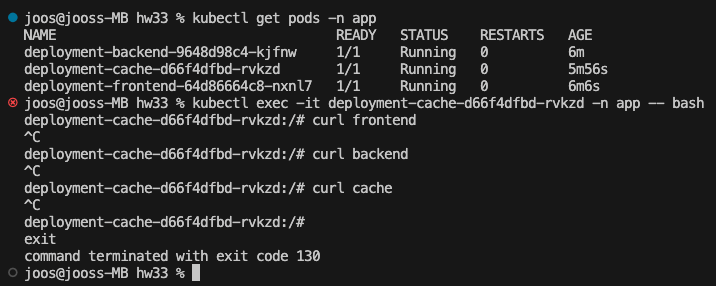 joos@jooss-MB hw33 % kubectl get pods -n app
NAME READY STATUS RESTARTS AGE
deployment-backend-9648d98c4-kjfnw 1/1 Running 0 6m
deployment-cache-d66f4dfbd-rvkzd 1/1 Running 0 5m56s
deployment-frontend-64d86664c8-nxnl7 1/1 Running 0 6m6s
joos@jooss-MB hw33 % kubectl exec -it deployment-cache-d66f4dfbd-rvkzd -n app -- bash
deployment-cache-d66f4dfbd-rvkzd:/# curl frontend
^C
deployment-cache-d66f4dfbd-rvkzd:/# curl backend
^C
deployment-cache-d66f4dfbd-rvkzd:/# curl cache
^C
deployment-cache-d66f4dfbd-rvkzd:/#
exit
command terminated with exit code 130
joos@jooss-MB hw33 %